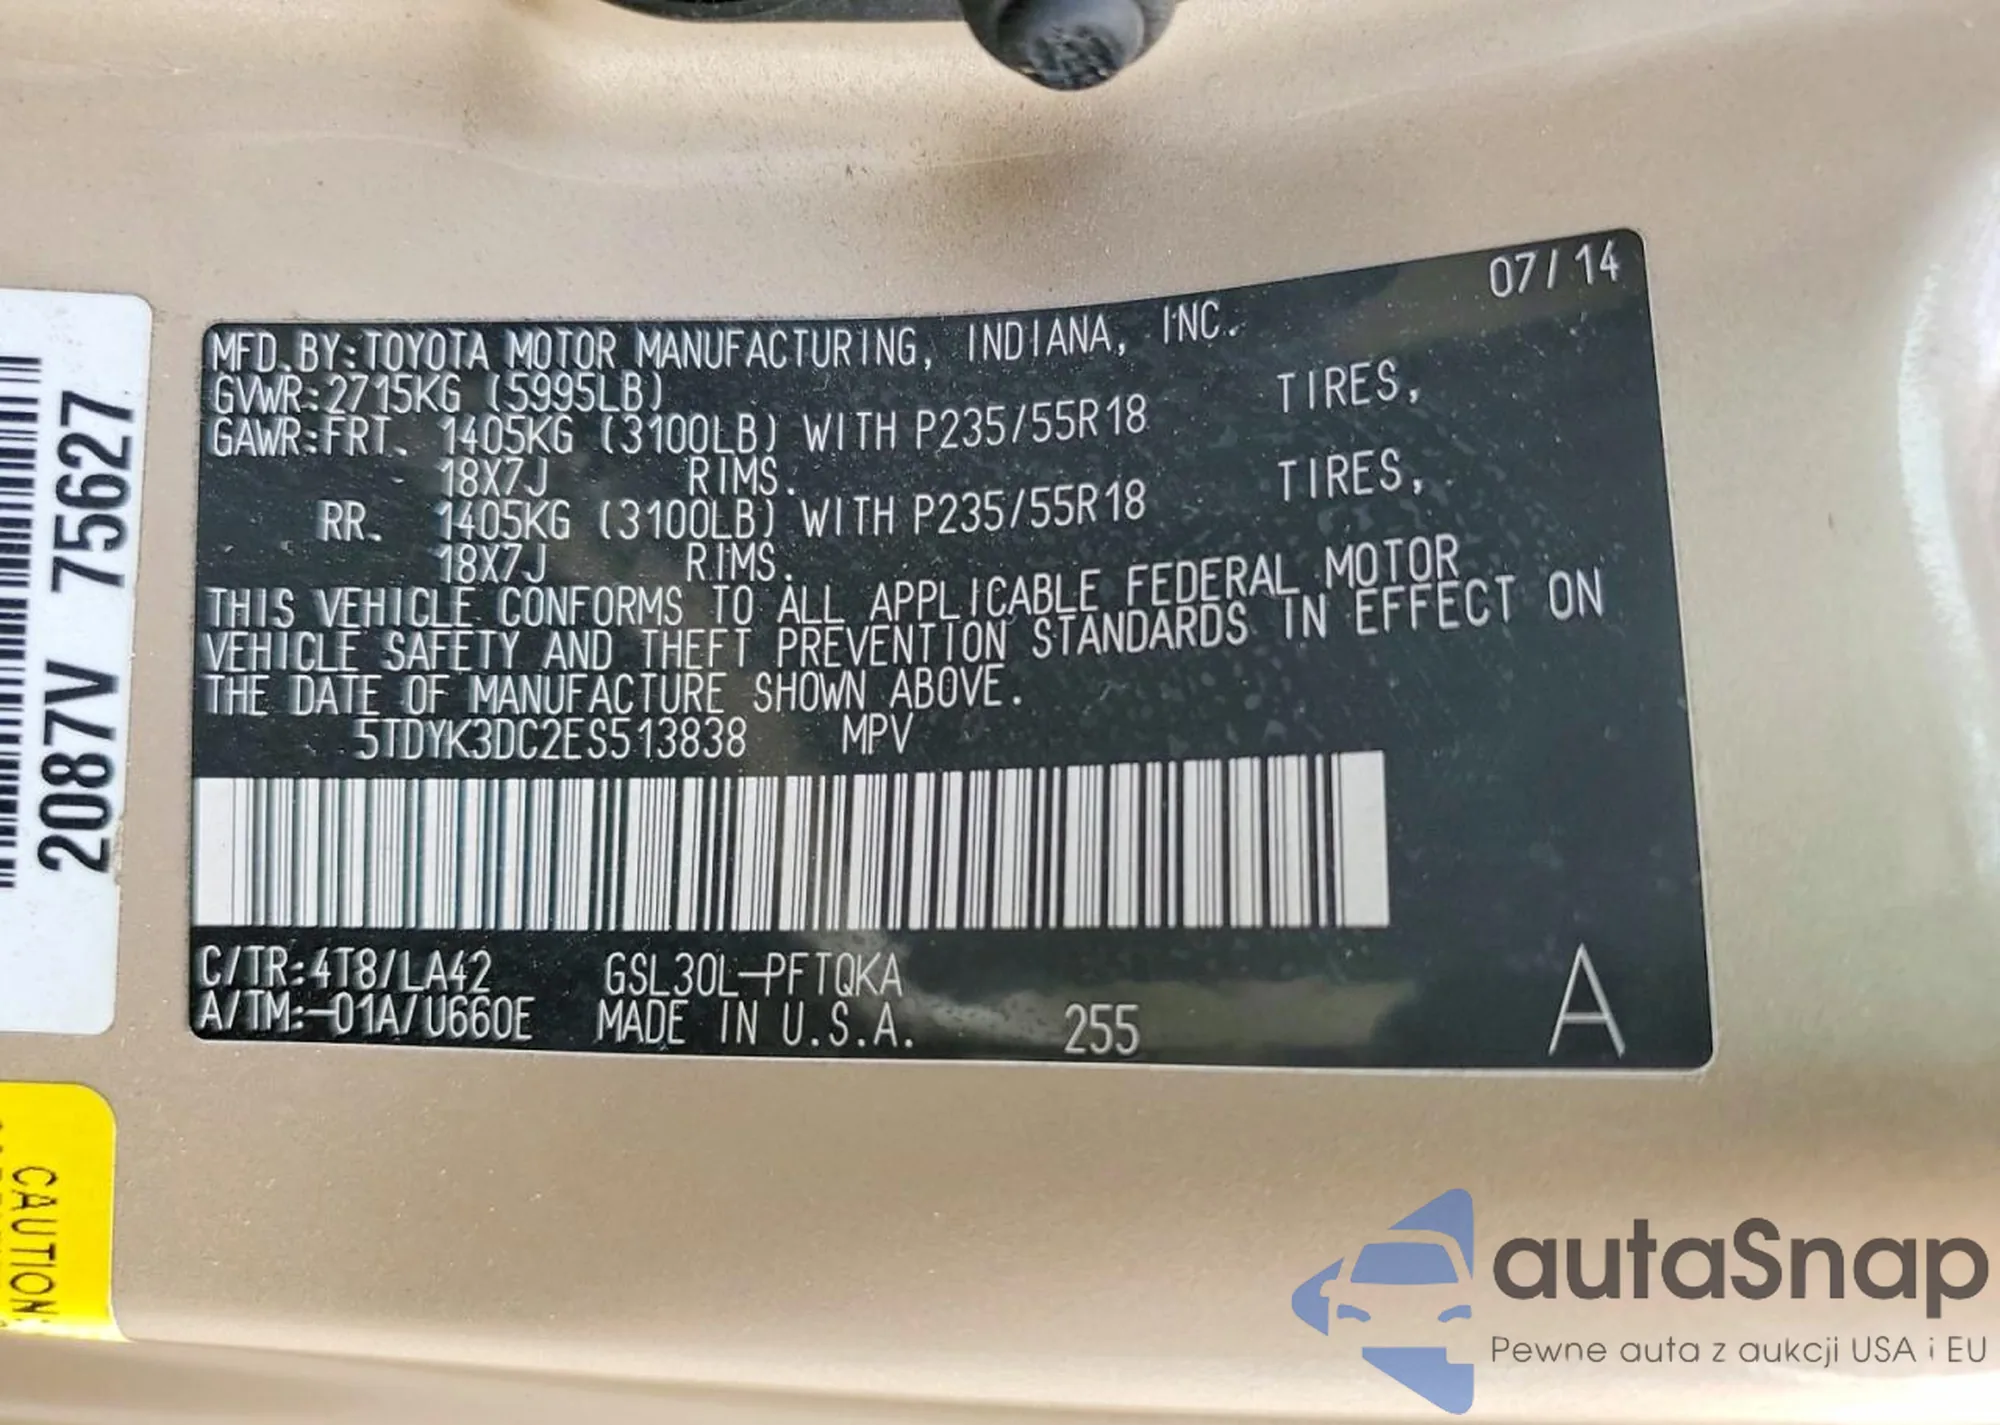 07/14
MFD.BY:TOYOTA MOTOR MANUFACTURING, INDIANA, INC.
GVWR:2715KG (5995LB)
GAWR:FRT. 1405KG (3100LB) WITH P235/55R18 TIRES,
18X7J RIMS.
RR. 1405KG (3100LB) WITH P235/55R18 TIRES,
18X7J RIMS.
THIS VEHICLE CONFORMS TO ALL APPLICABLE FEDERAL MOTOR
VEHICLE SAFETY AND THEFT PREVENTION STANDARDS IN EFFECT ON
THE DATE OF MANUFACTURE SHOWN ABOVE.
5TDYK3DC2ES513838 MPV
C/TR:4T8/LA42 GSL30L-PFTQKA
A/TM:-01A/U660E MADE IN U.S.A. 255
A
2087V 75627
CAUTION
autaSnap
Pewne auta z aukcji USA i EU